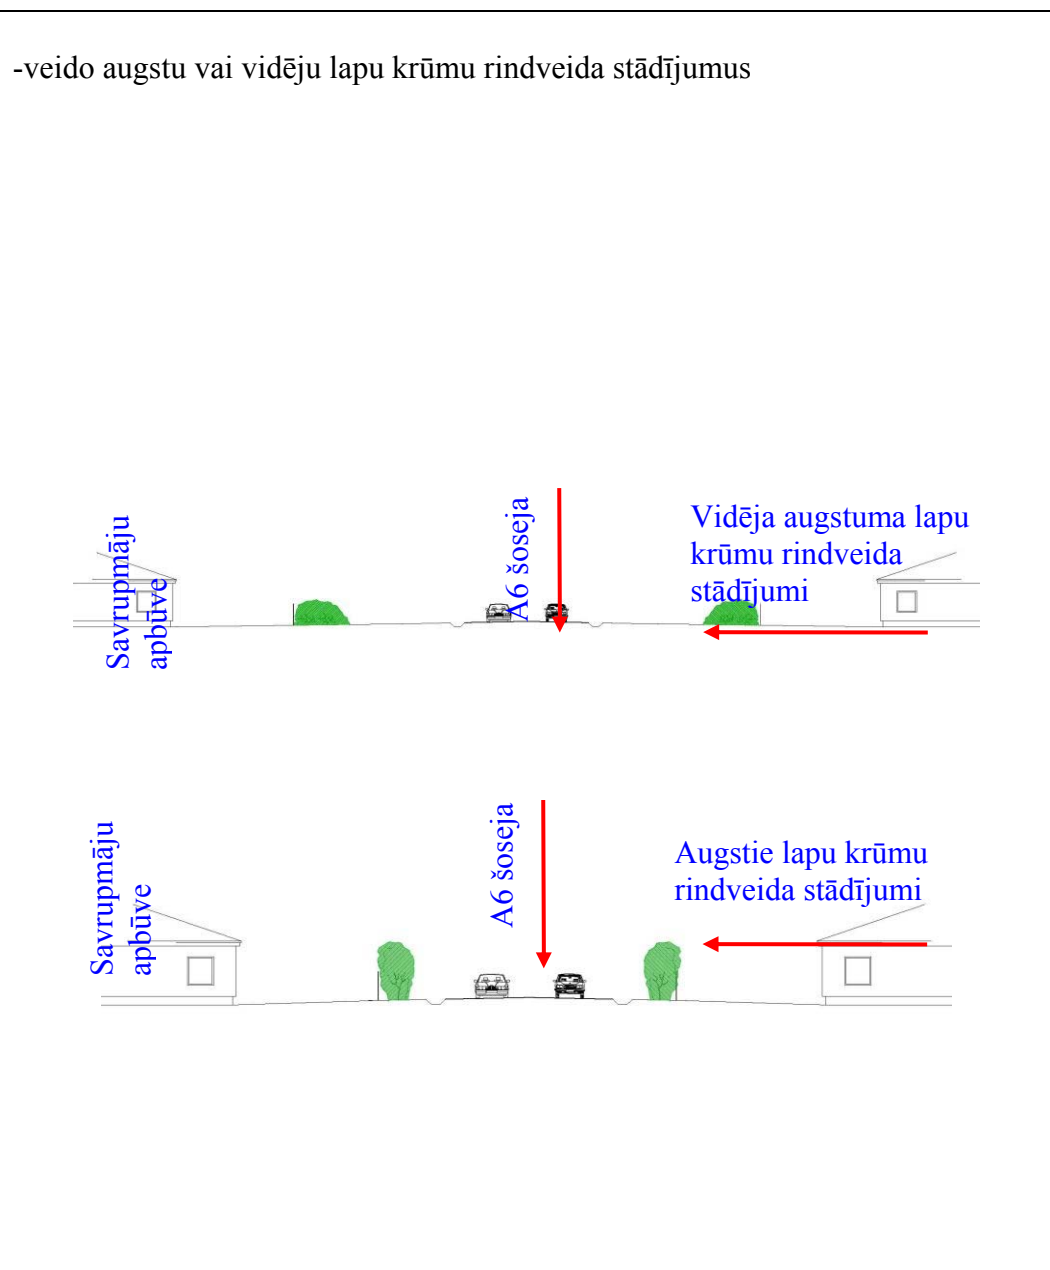 -veido augstu vai vidēju lapu krūmu rindveida stādījumus
Savrupmāju
apbūve
A6 šoseja
Vidēja augstuma lapu
krūmu rindveida
stādījumi
Savrupmāju
apbūve
A6 šoseja
Augstie lapu krūmu
rindveida stādījumi